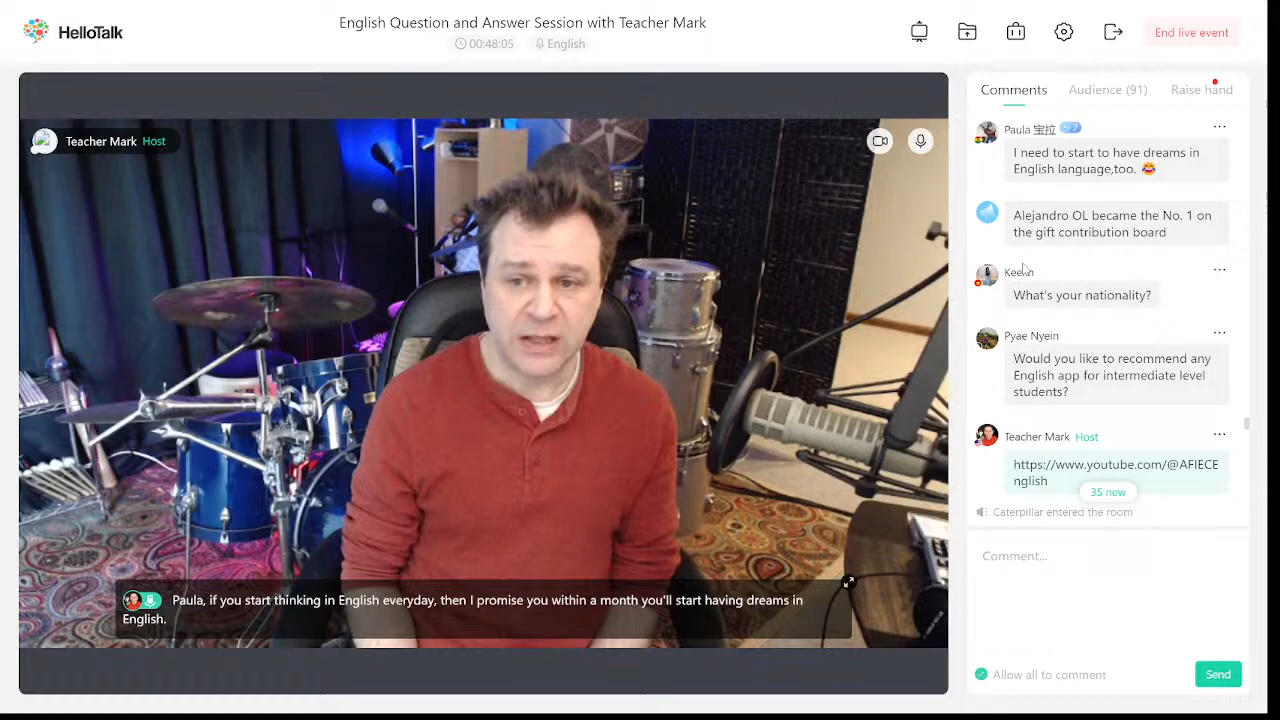 HelloTalk
English Question and Answer Session with Teacher Mark
00:48:05 English
End live event
Teacher Mark Host
Paula, if you start thinking in English everyday, then I promise you within a month you'll start having dreams in
English.
Comments Audience (91) Raise hand
Paula 宝拉 7
I need to start to have dreams in
English language,too. 😂
Alejandro OL became the No. 1 on
the gift contribution board
What's your nationality?
Pyae Nyein
Would you like to recommend any
English app for intermediate level
students?
Teacher Mark Host
https://www.youtube.com/@AFIECE
nglish
35 new
Caterpillar entered the room
Comment...
Allow all to comment
Send